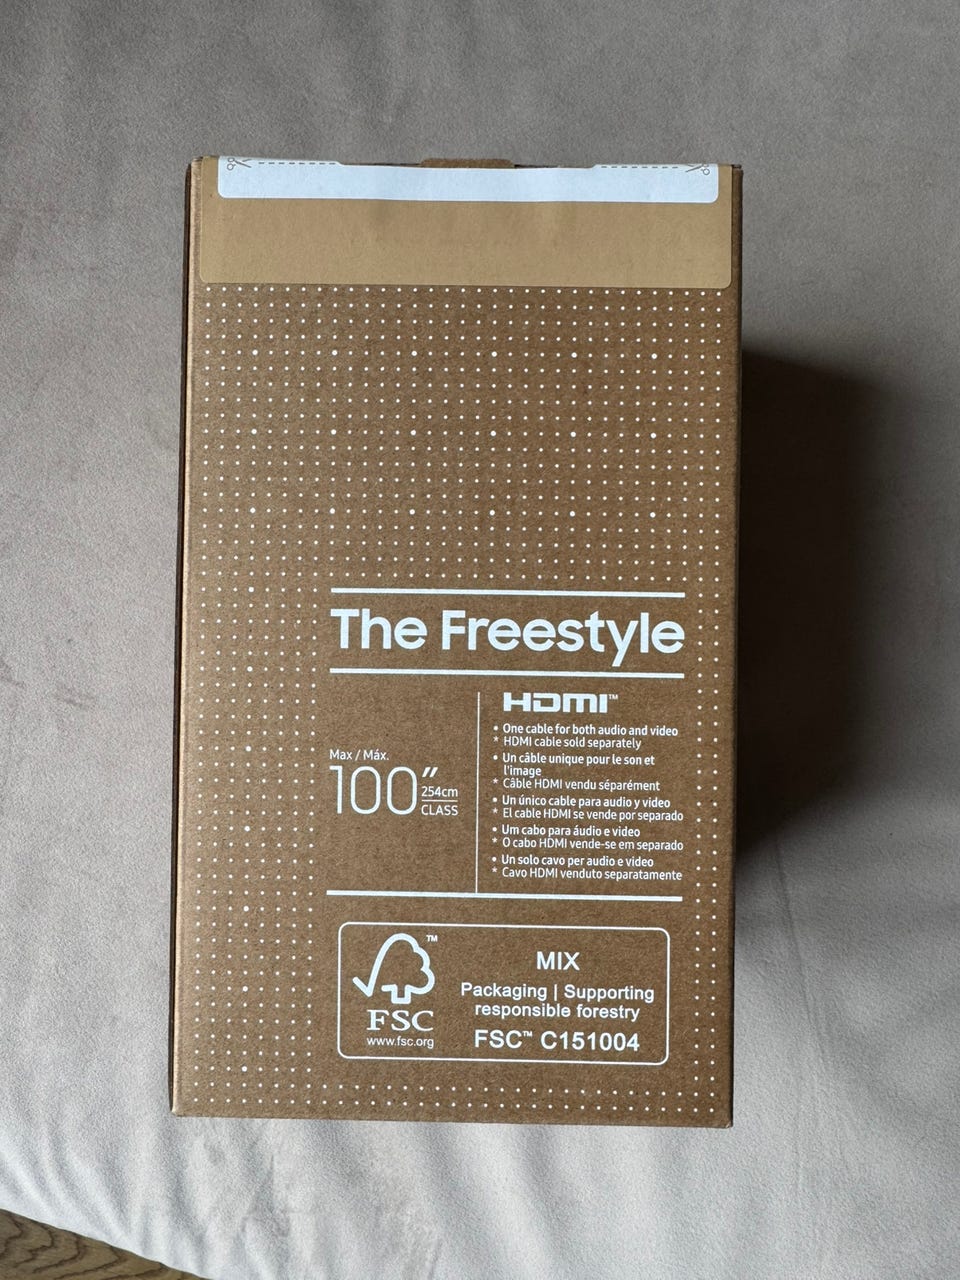 The Freestyle
Max / Máx.
100″
254cm
CLASS
HDMI™
• One cable for both audio and video
* HDMI cable sold separately
• Un câble unique pour le son et
l'image
* Câble HDMI vendu séparément
• Un único cable para audio y video
* El cable HDMI se vende por separado
• Um cabo para áudio e video
* O cabo HDMI vende-se em separado
• Un solo cavo per audio e video
* Cavo HDMI venduto separatamente
™
FSC
www.fsc.org
MIX
Packaging | Supporting
responsible forestry
FSC™ C151004